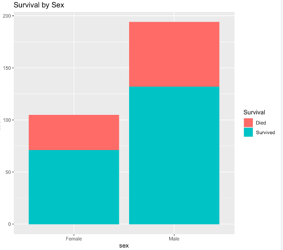 Survival by Sex
200
150
100
50
0
Female
Male
sex
Survival
Died
Survived